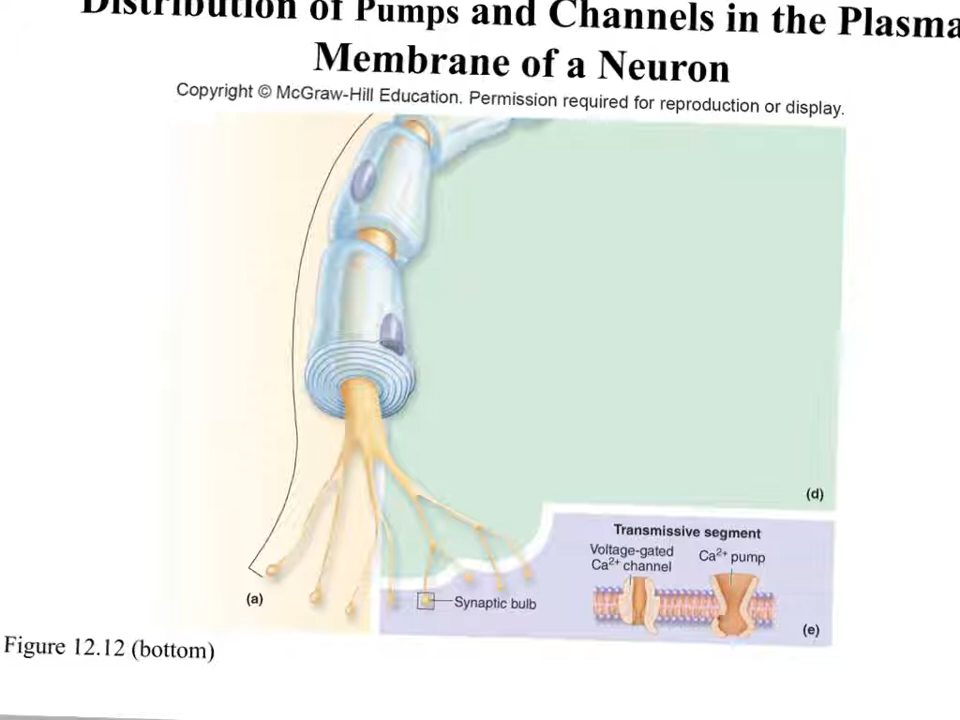 Distribution of Pumps and Channels in the Plasma
Membrane of a Neuron
Copyright © McGraw-Hill Education. Permission required for reproduction or display.
(d)
Transmissive segment
Voltage-gated
Ca²⁺ channel
Ca²⁺ pump
(a)
Synaptic bulb
(e)
Figure 12.12 (bottom)